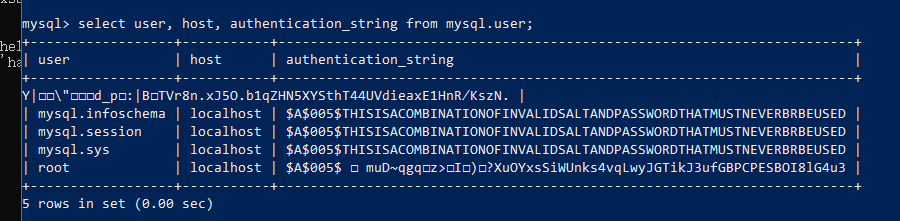 mysql> select user, host, authentication_string from mysql.user;
+------------------+-----------+------------------------------------------------------------------------+
hel
| user | host | authentication_string |
'ha
+------------------+-----------+------------------------------------------------------------------------+
Y|□□\"□□□d_p□:|B□TVr8n.xJ5O.b1qZHN5XYSthT44UVdieaxE1HnR/KszN. |
| mysql.infoschema | localhost | $A$005$THISISACOMBINATIONOFINVALIDSALTANDPASSWORDTHATMUSTNEVERBRBEUSED |
| mysql.session | localhost | $A$005$THISISACOMBINATIONOFINVALIDSALTANDPASSWORDTHATMUSTNEVERBRBEUSED |
| mysql.sys | localhost | $A$005$THISISACOMBINATIONOFINVALIDSALTANDPASSWORDTHATMUSTNEVERBRBEUSED |
| root | localhost | $A$005$ □ muD~qgq□z>□I□)□?XuOYxsSiWUnks4vqLwyJGTikJ3ufGBPCPESBOI8lG4u3 |
+------------------+-----------+------------------------------------------------------------------------+
5 rows in set (0.00 sec)